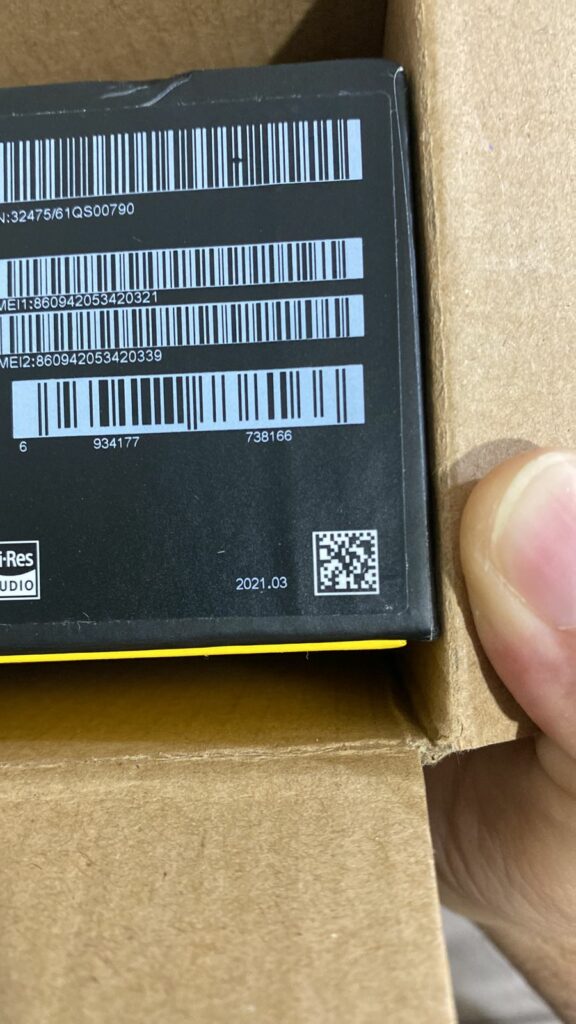 N:32475/61QS00790
MEI1:860942053420321
MEI2:860942053420339
6 934177 738166
i-Res
UDIO
2021.03